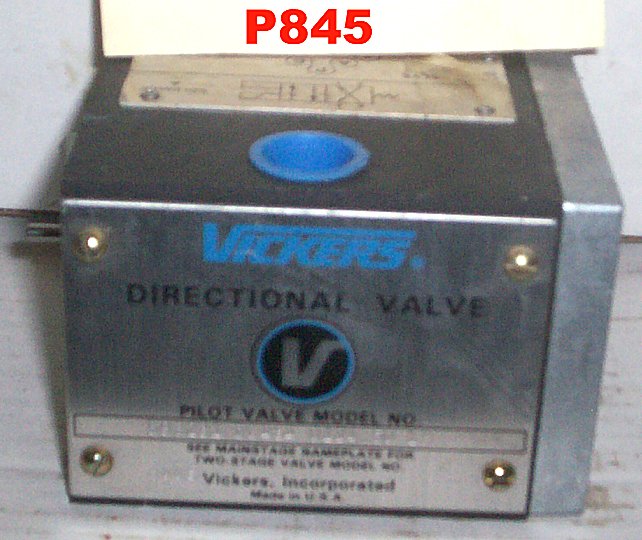 P845
VICKERS®
DIRECTIONAL VALVE
V
PILOT VALVE MODEL NO.
SEE MAINSTAGE NAMEPLATE FOR
TWO-STAGE VALVE MODEL NO.
Vickers, Incorporated
Made in U.S.A.